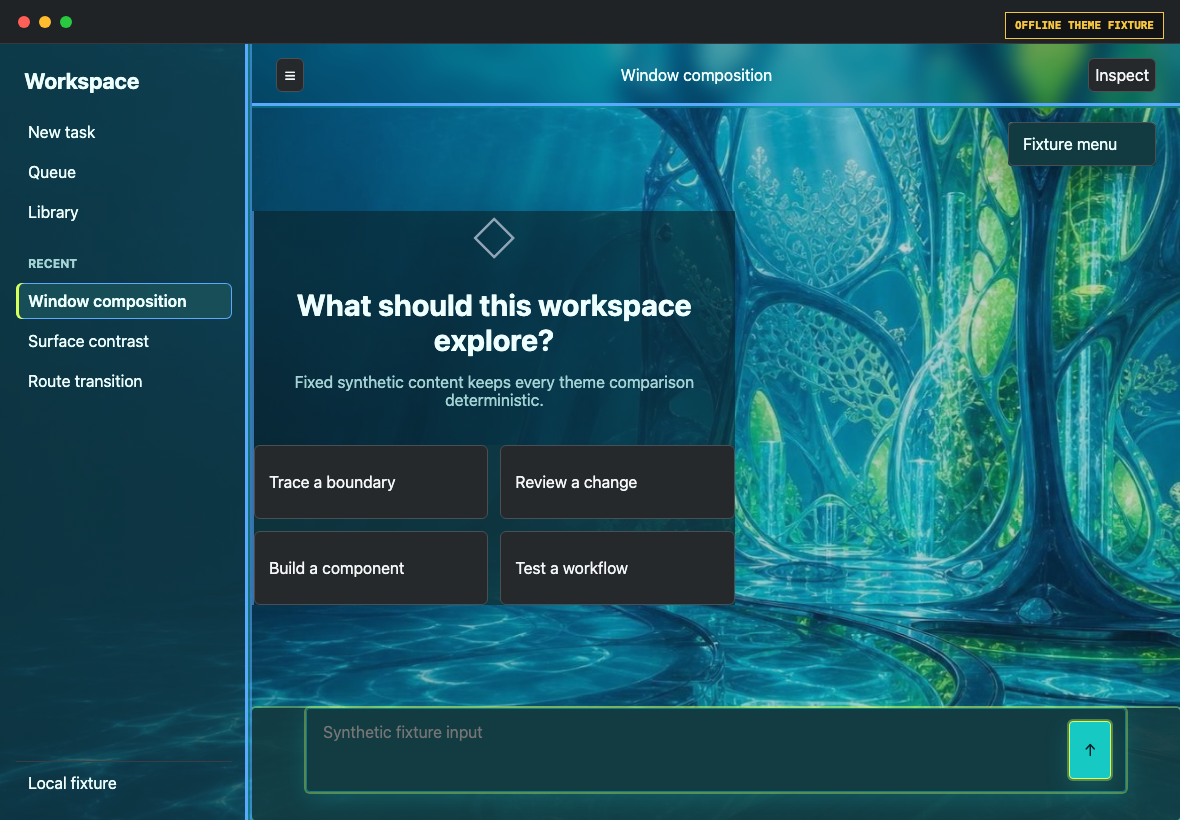 OFFLINE THEME FIXTURE
Workspace
New task
Queue
Library
RECENT
Window composition
Surface contrast
Route transition
Local fixture
Window composition
Inspect
Fixture menu
What should this workspace
explore?
Fixed synthetic content keeps every theme comparison
deterministic.
Trace a boundary
Review a change
Build a component
Test a workflow
Synthetic fixture input